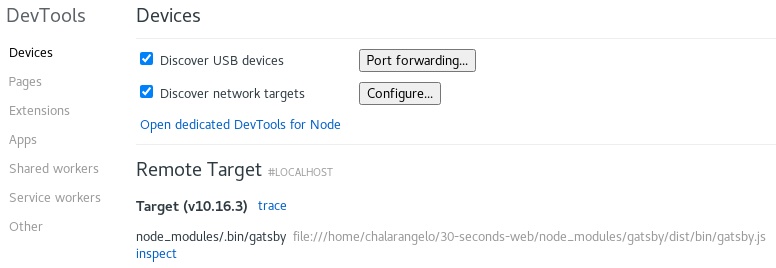 DevTools
Devices
Pages
Extensions
Apps
Shared workers
Service workers
Other
Devices
Discover USB devices Port forwarding...
Discover network targets Configure...
Open dedicated DevTools for Node
Remote Target #LOCALHOST
Target (v10.16.3) trace
node_modules/.bin/gatsby file:///home/chalarangelo/30-seconds-web/node_modules/gatsby/dist/bin/gatsby.js
inspect